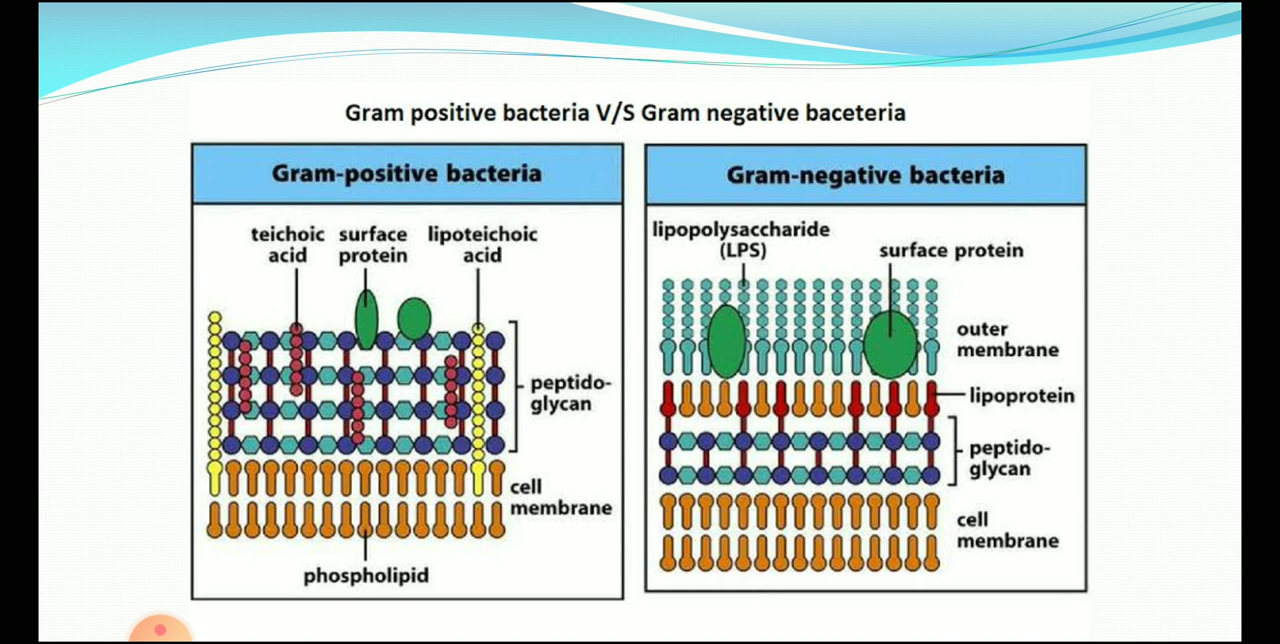 Gram positive bacteria V/S Gram negative baceteria
Gram-positive bacteria
teichoic
acid
surface
protein
lipoteichoic
acid
peptido-
glycan
cell
membrane
phospholipid
Gram-negative bacteria
lipopolysaccharide
(LPS)
surface protein
outer
membrane
lipoprotein
peptido-
glycan
cell
membrane